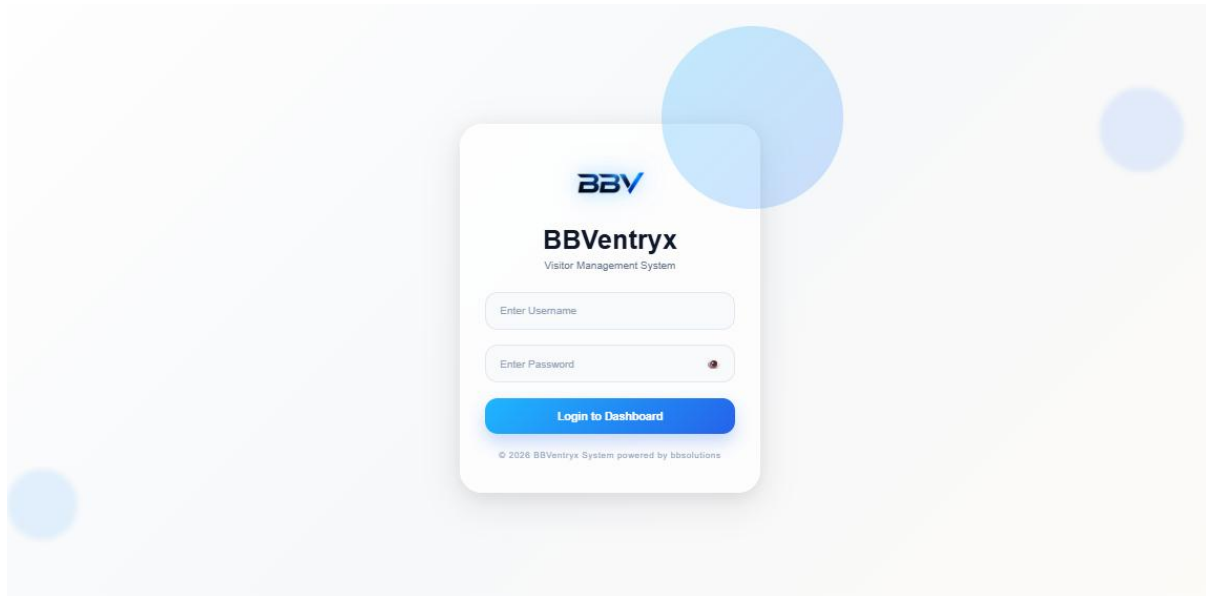 BBV
BBVentryx
Visitor Management System
Enter Username
Enter Password
Login to Dashboard
© 2026 BBVentryx System powered by bbsolutions